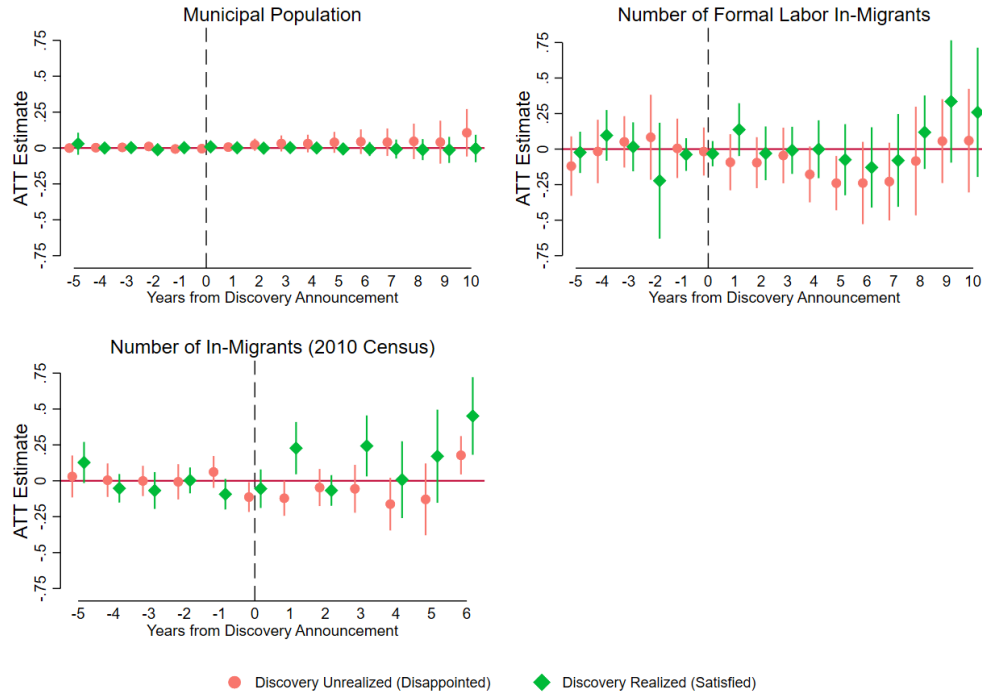 Municipal Population
ATT Estimate
.75
.5
.25
0
-.25
-.5
-.75
-5 -4 -3 -2 -1 0 1 2 3 4 5 6 7 8 9 10
Years from Discovery Announcement
Number of Formal Labor In-Migrants
ATT Estimate
.75
.5
.25
0
-.25
-.5
-.75
-5 -4 -3 -2 -1 0 1 2 3 4 5 6 7 8 9 10
Years from Discovery Announcement
Number of In-Migrants (2010 Census)
ATT Estimate
.75
.5
.25
0
-.25
-.5
-.75
-5 -4 -3 -2 -1 0 1 2 3 4 5 6
Years from Discovery Announcement
Discovery Unrealized (Disappointed) Discovery Realized (Satisfied)